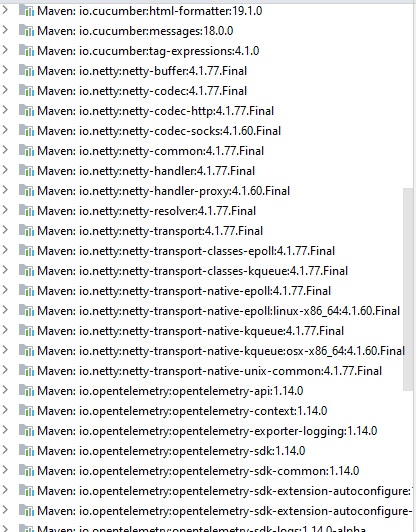 Maven: io.cucumber:html-formatter:19.1.0
Maven: io.cucumber:messages:18.0.0
Maven: io.cucumber:tag-expressions:4.1.0
Maven: io.netty:netty-buffer:4.1.77.Final
Maven: io.netty:netty-codec:4.1.77.Final
Maven: io.netty:netty-codec-http:4.1.77.Final
Maven: io.netty:netty-codec-socks:4.1.60.Final
Maven: io.netty:netty-common:4.1.77.Final
Maven: io.netty:netty-handler:4.1.77.Final
Maven: io.netty:netty-handler-proxy:4.1.60.Final
Maven: io.netty:netty-resolver:4.1.77.Final
Maven: io.netty:netty-transport:4.1.77.Final
Maven: io.netty:netty-transport-classes-epoll:4.1.77.Final
Maven: io.netty:netty-transport-classes-kqueue:4.1.77.Final
Maven: io.netty:netty-transport-native-epoll:4.1.77.Final
Maven: io.netty:netty-transport-native-epoll:linux-x86_64:4.1.60.Final
Maven: io.netty:netty-transport-native-kqueue:4.1.77.Final
Maven: io.netty:netty-transport-native-kqueue:osx-x86_64:4.1.60.Final
Maven: io.netty:netty-transport-native-unix-common:4.1.77.Final
Maven: io.opentelemetry:opentelemetry-api:1.14.0
Maven: io.opentelemetry:opentelemetry-context:1.14.0
Maven: io.opentelemetry:opentelemetry-exporter-logging:1.14.0
Maven: io.opentelemetry:opentelemetry-sdk:1.14.0
Maven: io.opentelemetry:opentelemetry-sdk-common:1.14.0
Maven: io.opentelemetry:opentelemetry-sdk-extension-autoconfigure:
Maven: io.opentelemetry:opentelemetry-sdk-extension-autoconfigure-
Maven: io.opentelemetry:opentelemetry-sdk-logs:1.14.0-alpha